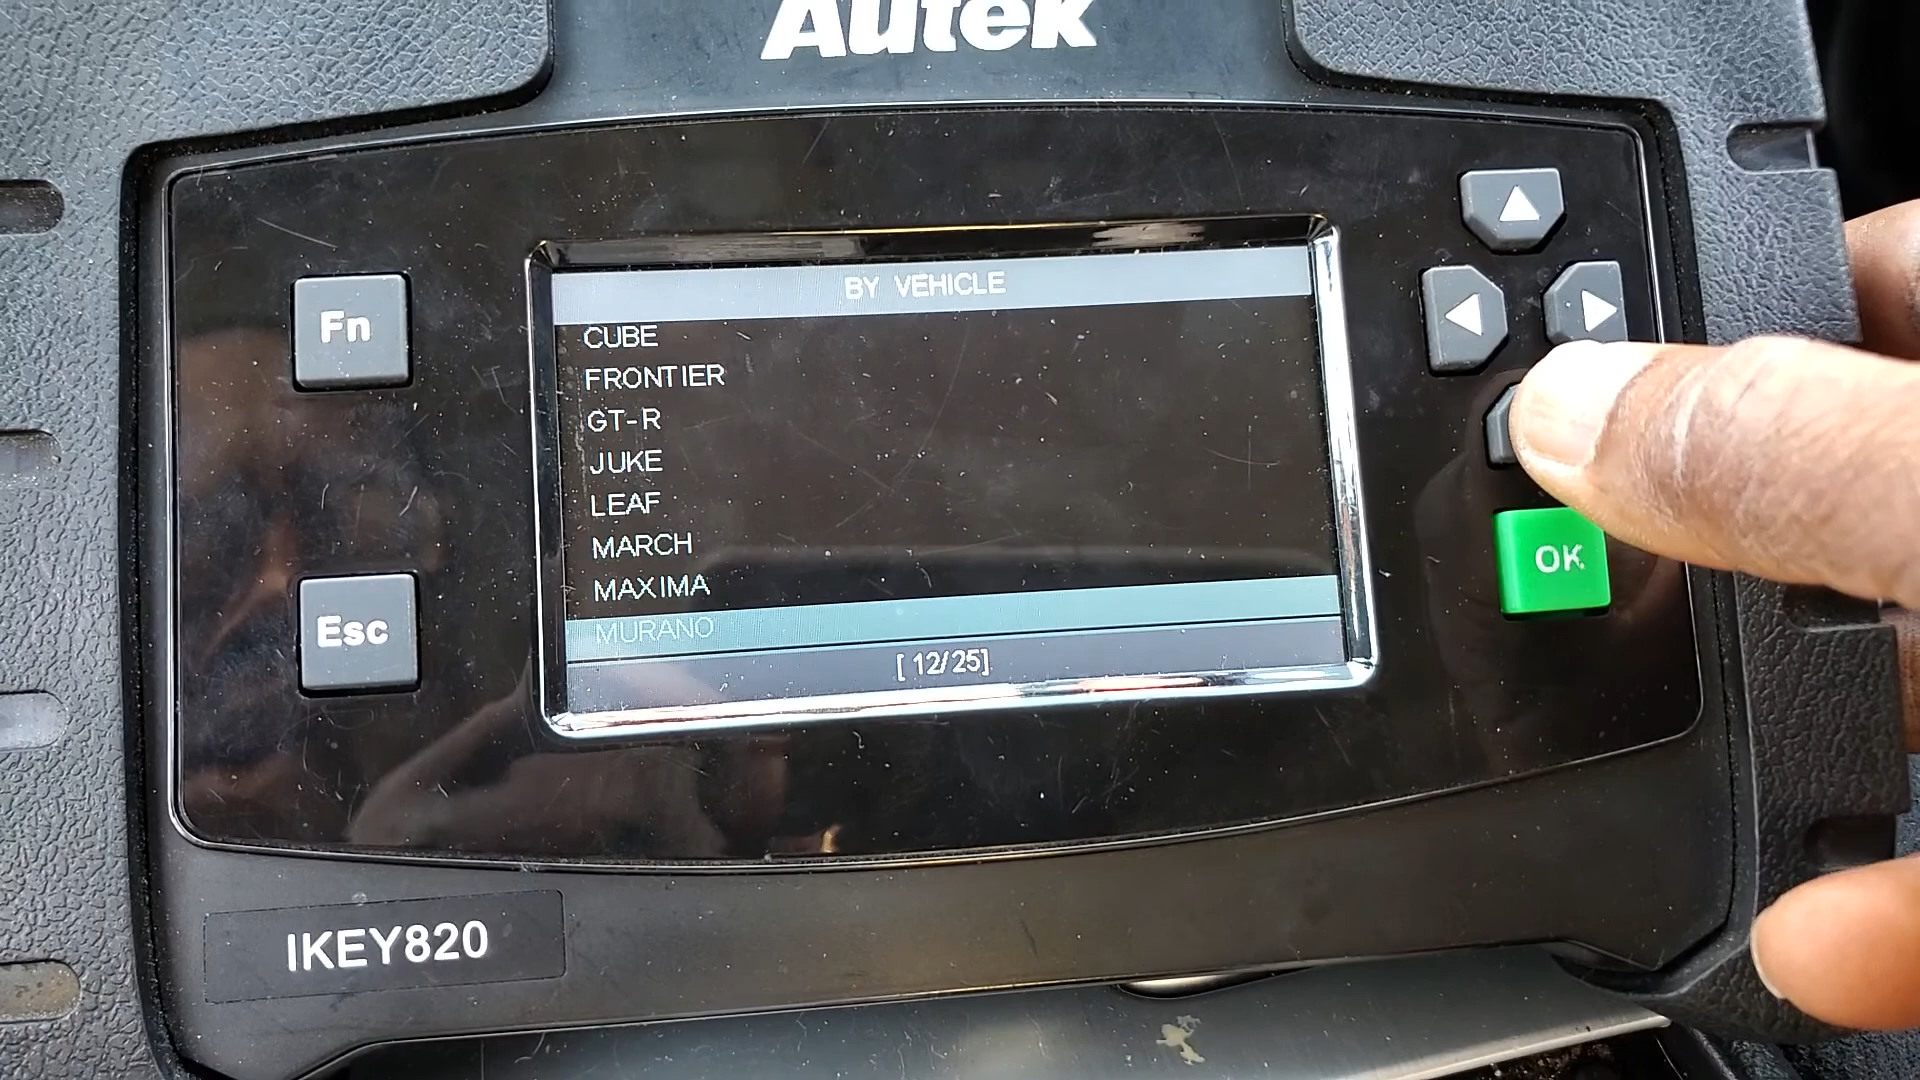 Autek
BY VEHICLE
CUBE
FRONTIER
GT-R
JUKE
LEAF
MARCH
MAXIMA
MURANO
[ 12/25]
Fn
Esc
OK
IKEY820